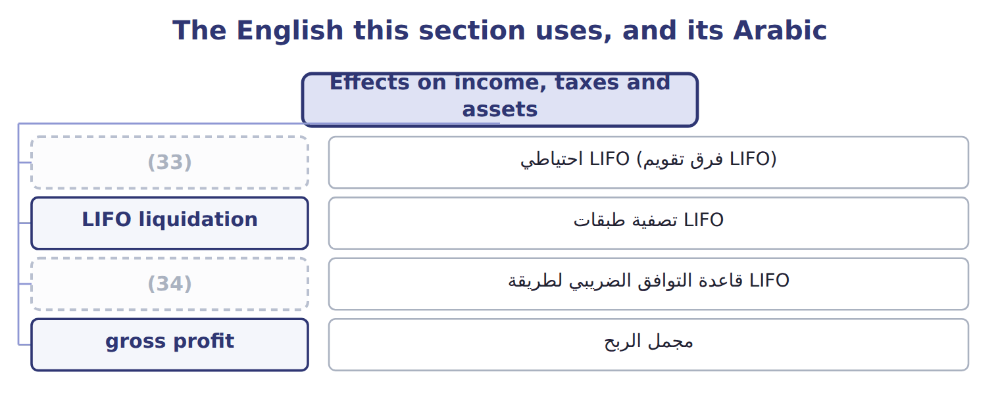 The English this section uses, and its Arabic
Effects on income, taxes and
assets
(33)
احتياطي LIFO (فرق تقويم LIFO)
LIFO liquidation
تصفية طبقات LIFO
(34)
قاعدة التوافق الضريبي لطريقة LIFO
gross profit
مجمل الربح